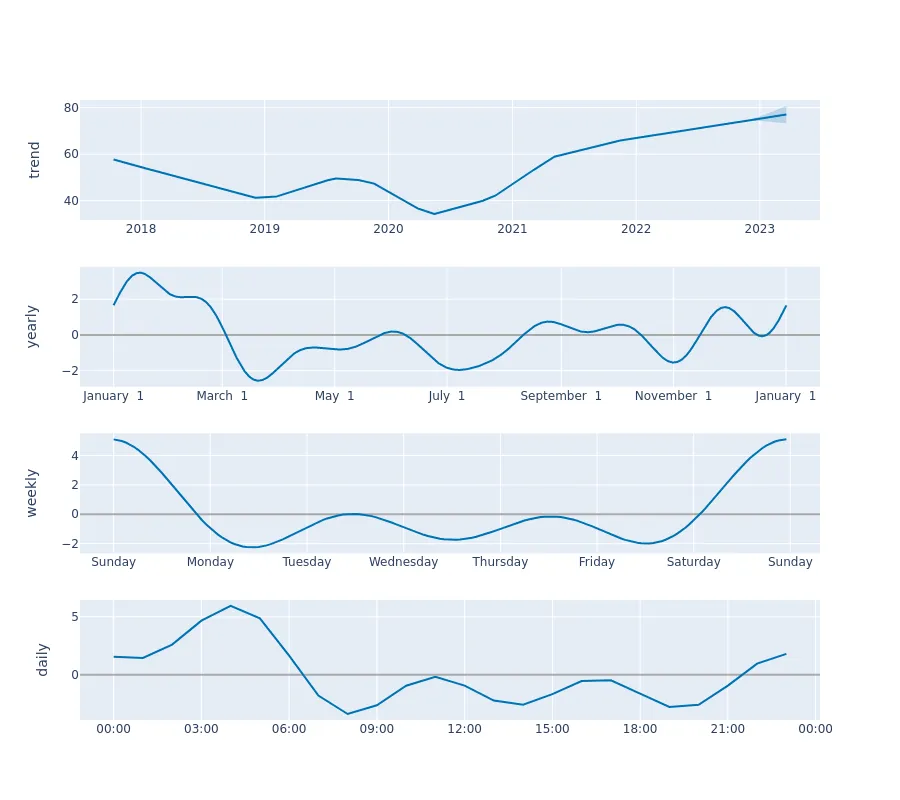 trend
80
60
40
2018 2019 2020 2021 2022 2023
yearly
2
0
−2
January 1 March 1 May 1 July 1 September 1 November 1 January 1
weekly
4
2
0
−2
Sunday Monday Tuesday Wednesday Thursday Friday Saturday Sunday
daily
5
0
00:00 03:00 06:00 09:00 12:00 15:00 18:00 21:00 00:00